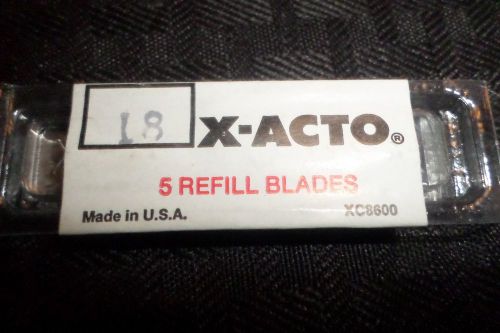 18 X-ACTO®
5 REFILL BLADES
Made in U.S.A. XC8600